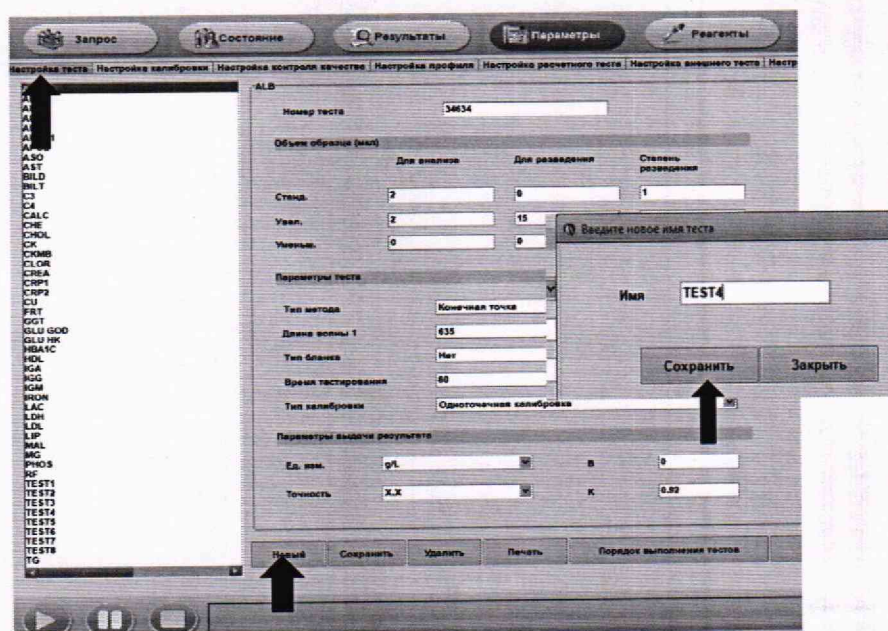 Запрос Состояние Результаты Параметры Реагенты
Настройка теста Настройка калибровки Настройка контроля качества Настройка профиля Настройка расчетного теста Настройка внешнего теста
ASO
AST
BILD
BILT
C3
C4
CALC
CHE
CHOL
CK
CKMB
CLOR
CREA
CRP1
CRP2
CU
FRT
GGT
GLU GOD
GLU HK
HBA1C
HDL
IGA
IGG
IGM
IRON
LAC
LDH
LDL
LIP
MAL
MG
PHOS
RF
TEST1
TEST2
TEST3
TEST4
TEST5
TEST6
TEST7
TEST8
TG
ALB
Номер теста 34634
Объем образца (мкл)
Для анализа Для разведения Степень
разведения
Станд. 2 0 1
Увел. 2 15
Уменьш. 0 0
Параметры теста
Тип метода Конечная точка
Длина волны 1 635
Тип бланка Нет
Время тестирования 60
Тип калибровки Одноточечная калибровка
Параметры выдачи результата
Ед. изм. g/L B 0
Точность X.X K 0.92
Новый Сохранить Удалить Печать Порядок выполнения тестов
Введите новое имя теста
Имя TEST4
Сохранить Закрыть